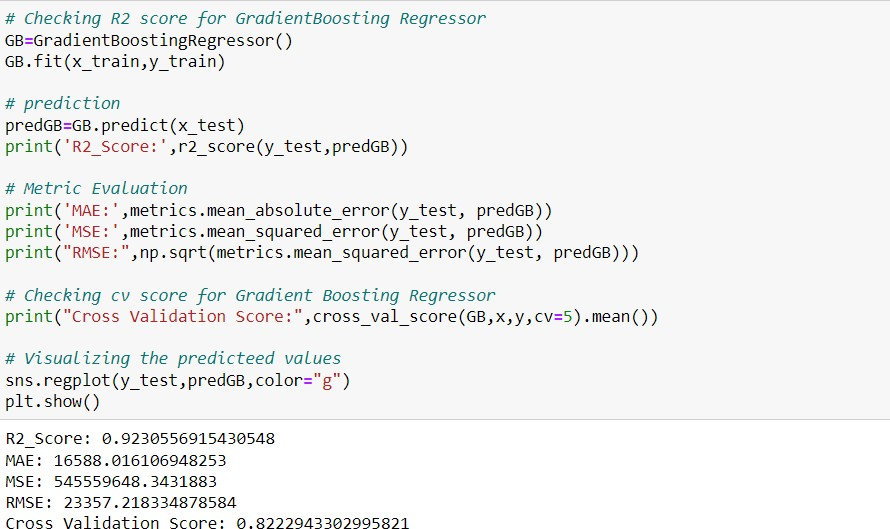 # Checking R2 score for GradientBoosting Regressor
GB=GradientBoostingRegressor()
GB.fit(x_train,y_train)
# prediction
predGB=GB.predict(x_test)
print('R2_Score:',r2_score(y_test,predGB))
# Metric Evaluation
print('MAE:',metrics.mean_absolute_error(y_test, predGB))
print('MSE:',metrics.mean_squared_error(y_test, predGB))
print("RMSE:",np.sqrt(metrics.mean_squared_error(y_test, predGB)))
# Checking cv score for Gradient Boosting Regressor
print("Cross Validation Score:",cross_val_score(GB,x,y,cv=5).mean())
# Visualizing the predicteed values
sns.regplot(y_test,predGB,color="g")
plt.show()
R2_Score: 0.9230556915430548
MAE: 16588.016106948253
MSE: 545559648.3431883
RMSE: 23357.218334878584
Cross Validation Score: 0.8222943302995821